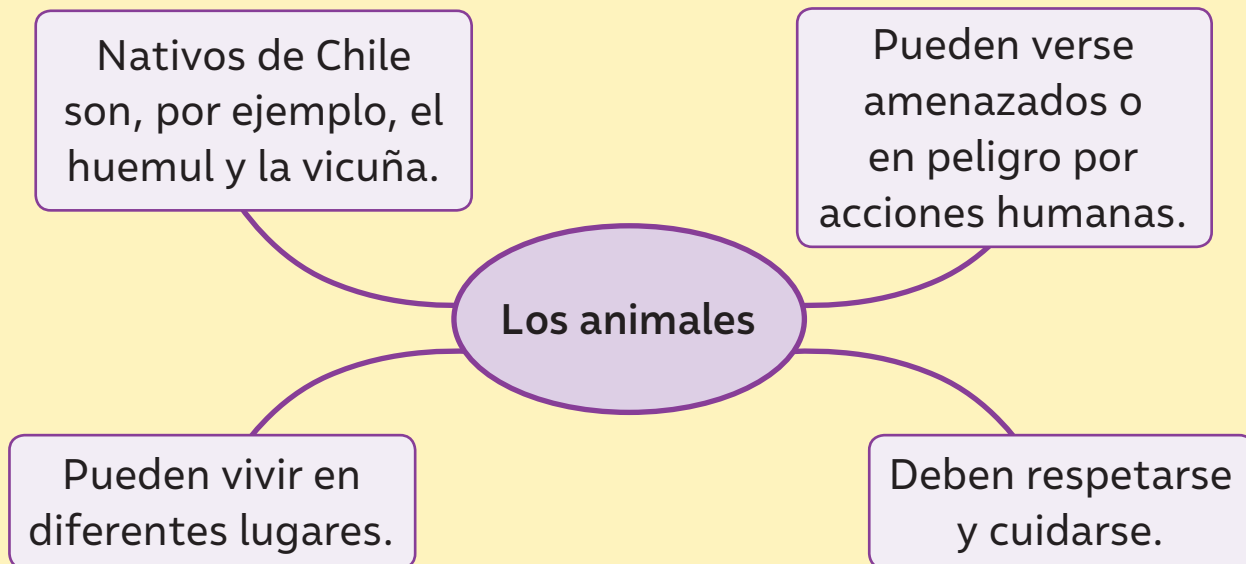 Nativos de Chile
son, por ejemplo, el
huemul y la vicuña.
Pueden verse
amenazados o
en peligro por
acciones humanas.
Los animales
Pueden vivir en
diferentes lugares.
Deben respetarse
y cuidarse.